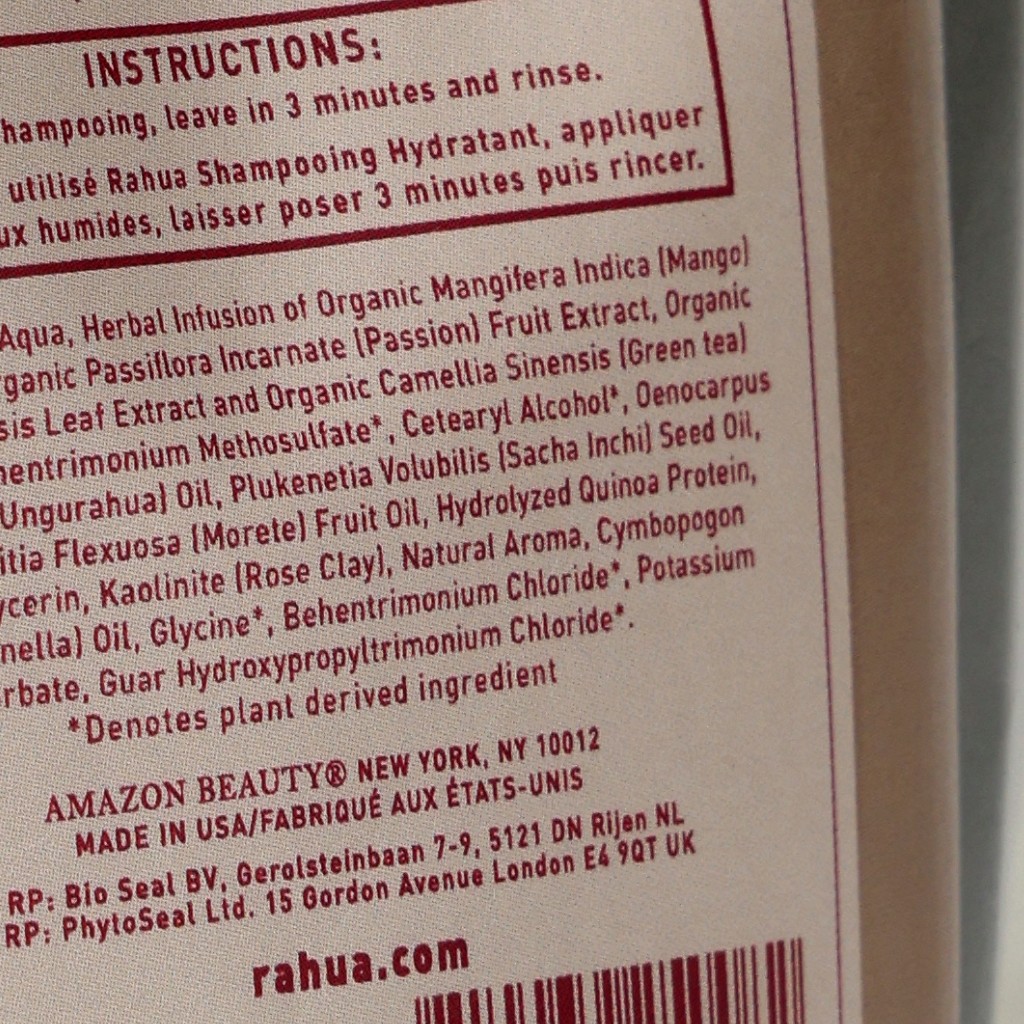 INSTRUCTIONS:
hampooing, leave in 3 minutes and rinse.
utilisé Rahua Shampooing Hydratant, appliquer
ux humides, laisser poser 3 minutes puis rincer.
Aqua, Herbal Infusion of Organic Mangifera Indica (Mango)
rganic Passiflora Incarnate (Passion) Fruit Extract, Organic
sis Leaf Extract and Organic Camellia Sinensis (Green tea)
hentrimonium Methosulfate*, Cetearyl Alcohol*, Oenocarpus
Ungurahua) Oil, Plukenetia Volubilis (Sacha Inchi) Seed Oil,
itia Flexuosa (Morete) Fruit Oil, Hydrolyzed Quinoa Protein,
ycerin, Kaolinite (Rose Clay), Natural Aroma, Cymbopogon
nella) Oil, Glycine*, Behentrimonium Chloride*, Potassium
rbate, Guar Hydroxypropyltrimonium Chloride*.
*Denotes plant derived ingredient
AMAZON BEAUTY® NEW YORK, NY 10012
MADE IN USA/FABRIQUÉ AUX ÉTATS-UNIS
RP: Bio Seal BV, Gerolsteinbaan 7-9, 5121 DN Rijen NL
RP: PhytoSeal Ltd. 15 Gordon Avenue London E4 9QT UK
rahua.com